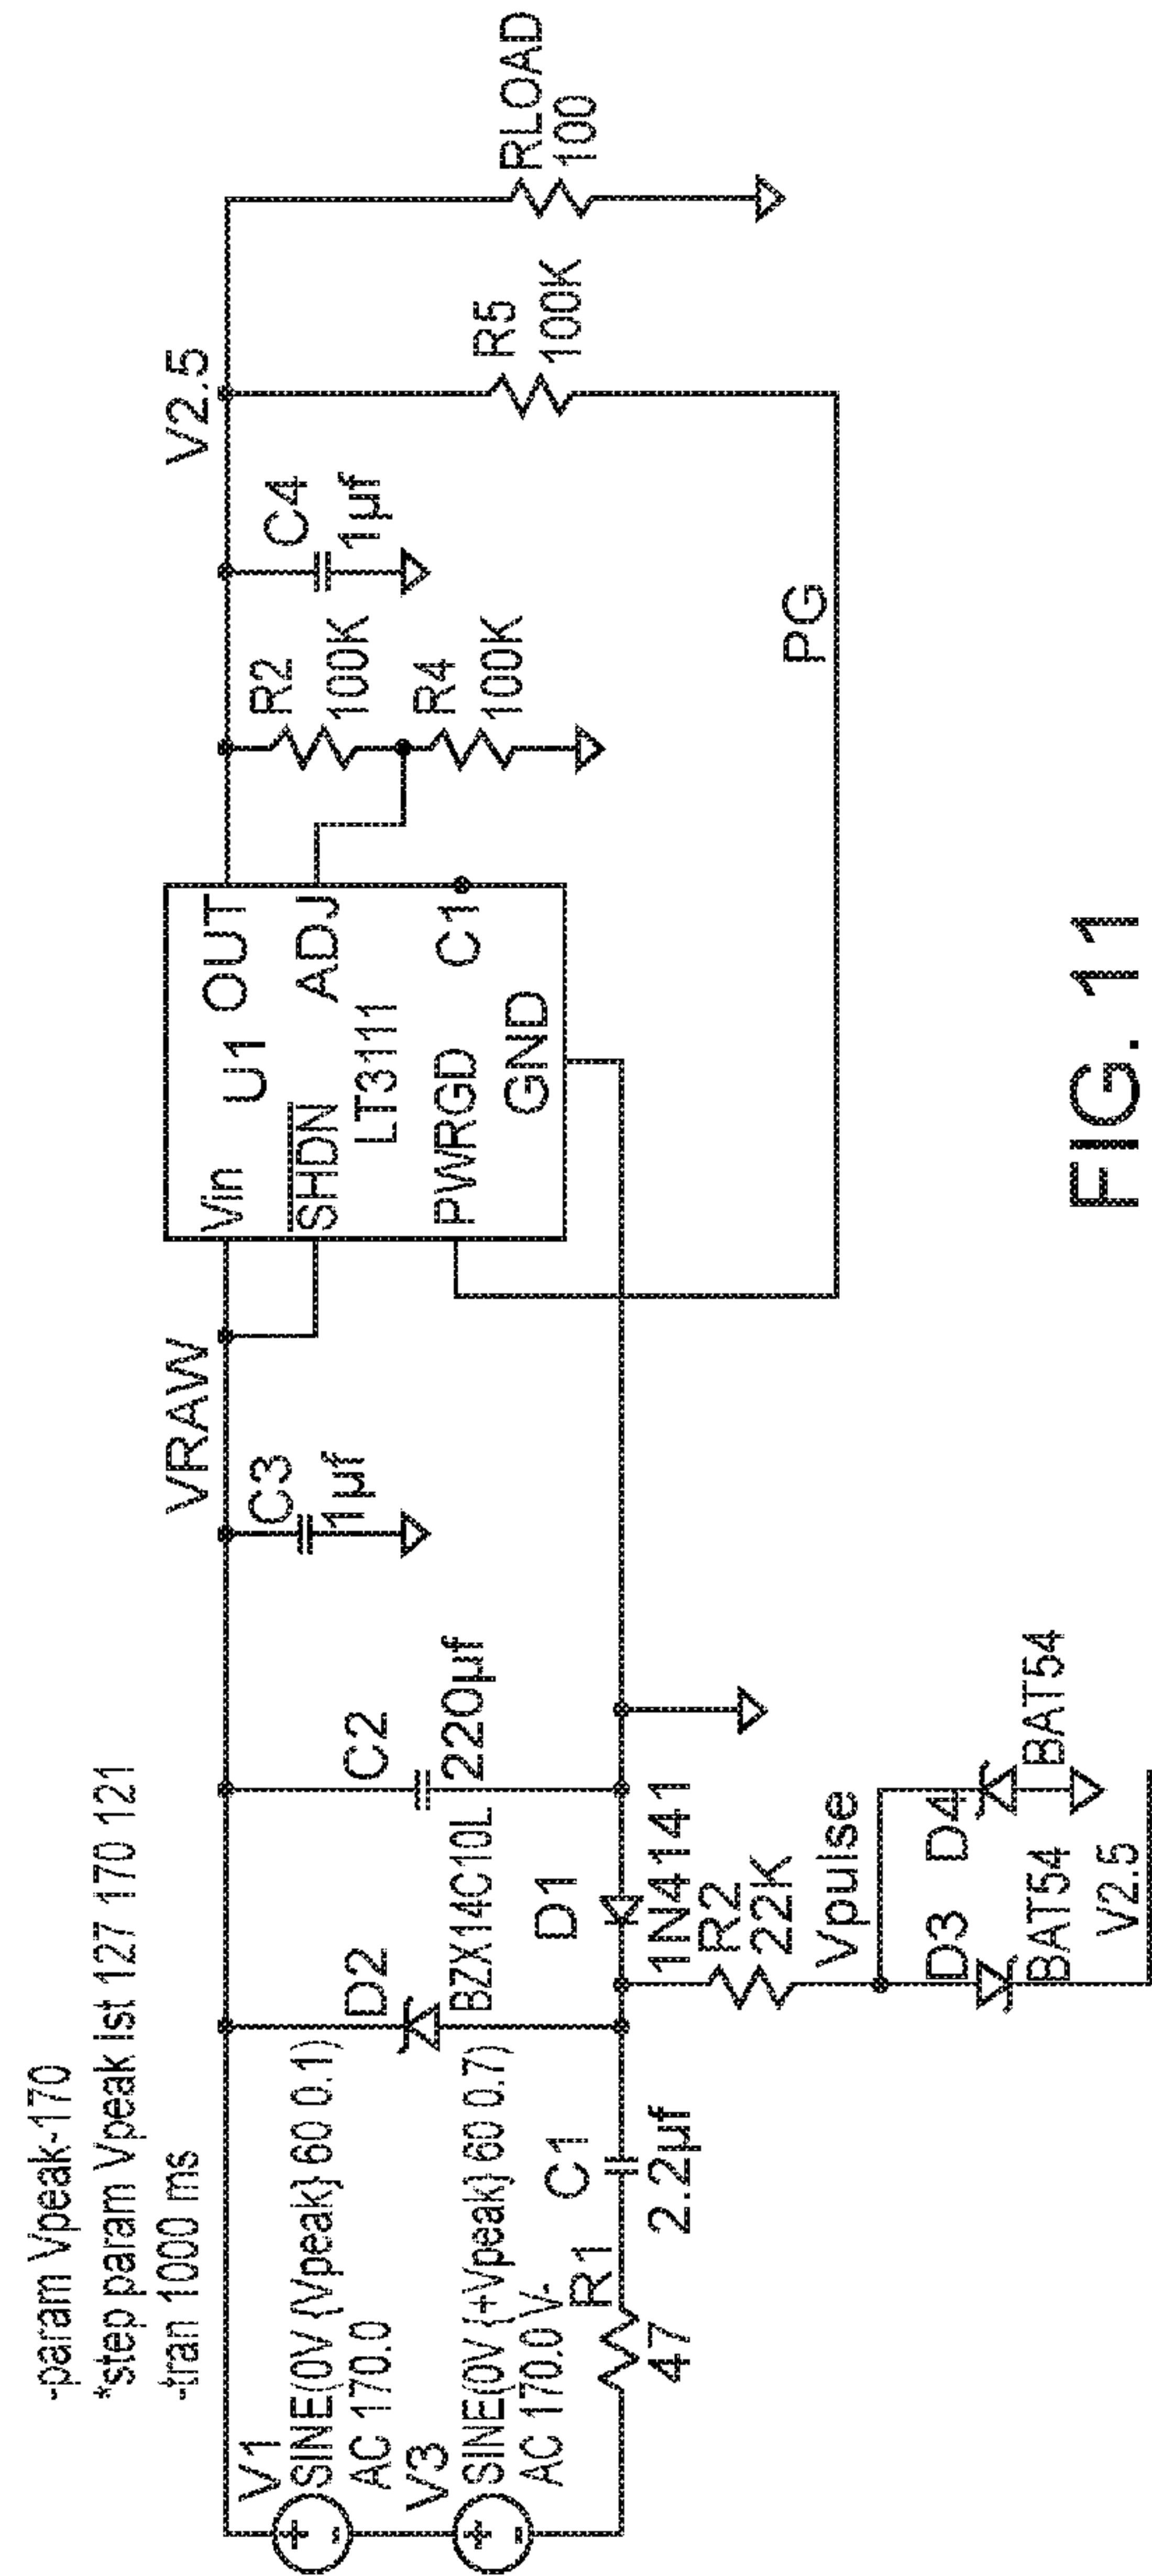 -param Vpeak-170
*step param Vpeak lst 127 170 121
-tran 1000 ms
V1
SINE(0V {Vpeak} 60 0.1)
AC 170.0
V3
SINE(0V {+Vpeak} 60 0.7)
AC 170.0 V-
R1
47
C1
2.2µf
D2
BZX14C10L
D1
1N4141
R2
22K
Vpulse
D3
BAT54
V2.5
D4
BAT54
C2
220µf
C3
1µf
VRAW
Vin
U1
OUT
SHDN
ADJ
LT3111
PWRGD
C1
GND
R2
100K
R4
100K
C4
1µf
V2.5
R5
100K
RLOAD
100
PG
FIG. 11